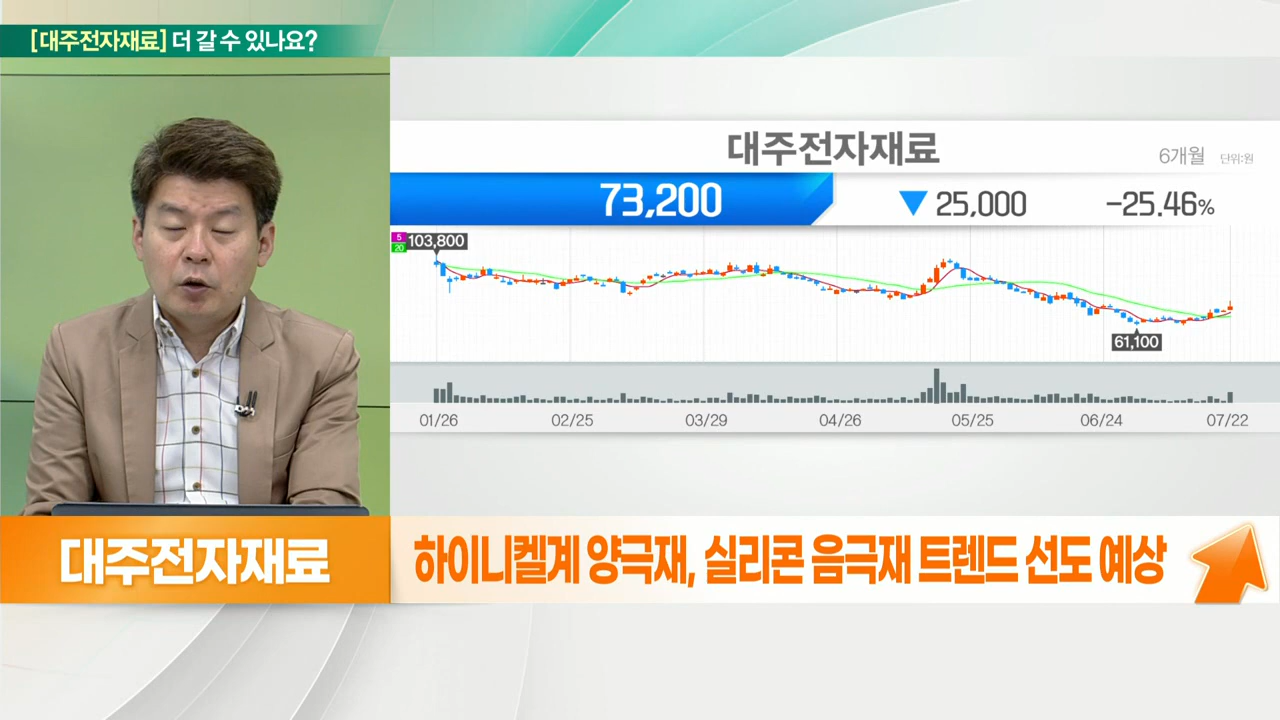 [대주전자재료] 더 갈 수 있나요?
대주전자재료
6개월 단위:원
73,200 ▼ 25,000 -25.46%
5
20
103,800
61,100
01/26 02/25 03/29 04/26 05/25 06/24 07/22
대주전자재료
하이니켈계 양극재, 실리콘 음극재 트렌드 선도 예상